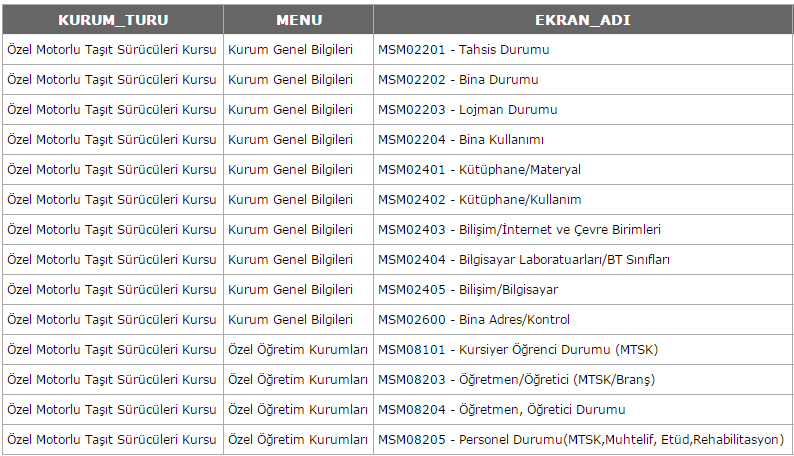 KURUM_TURU MENU EKRAN_ADI
Özel Motorlu Taşıt Sürücüleri Kursu Kurum Genel Bilgileri MSM02201 - Tahsis Durumu
Özel Motorlu Taşıt Sürücüleri Kursu Kurum Genel Bilgileri MSM02202 - Bina Durumu
Özel Motorlu Taşıt Sürücüleri Kursu Kurum Genel Bilgileri MSM02203 - Lojman Durumu
Özel Motorlu Taşıt Sürücüleri Kursu Kurum Genel Bilgileri MSM02204 - Bina Kullanımı
Özel Motorlu Taşıt Sürücüleri Kursu Kurum Genel Bilgileri MSM02401 - Kütüphane/Materyal
Özel Motorlu Taşıt Sürücüleri Kursu Kurum Genel Bilgileri MSM02402 - Kütüphane/Kullanım
Özel Motorlu Taşıt Sürücüleri Kursu Kurum Genel Bilgileri MSM02403 - Bilişim/İnternet ve Çevre Birimleri
Özel Motorlu Taşıt Sürücüleri Kursu Kurum Genel Bilgileri MSM02404 - Bilgisayar Laboratuarları/BT Sınıfları
Özel Motorlu Taşıt Sürücüleri Kursu Kurum Genel Bilgileri MSM02405 - Bilişim/Bilgisayar
Özel Motorlu Taşıt Sürücüleri Kursu Kurum Genel Bilgileri MSM02600 - Bina Adres/Kontrol
Özel Motorlu Taşıt Sürücüleri Kursu Özel Öğretim Kurumları MSM08101 - Kursiyer Öğrenci Durumu (MTSK)
Özel Motorlu Taşıt Sürücüleri Kursu Özel Öğretim Kurumları MSM08203 - Öğretmen/Öğretici (MTSK/Branş)
Özel Motorlu Taşıt Sürücüleri Kursu Özel Öğretim Kurumları MSM08204 - Öğretmen, Öğretici Durumu
Özel Motorlu Taşıt Sürücüleri Kursu Özel Öğretim Kurumları MSM08205 - Personel Durumu(MTSK,Muhtelif, Etüd,Rehabilitasyon)